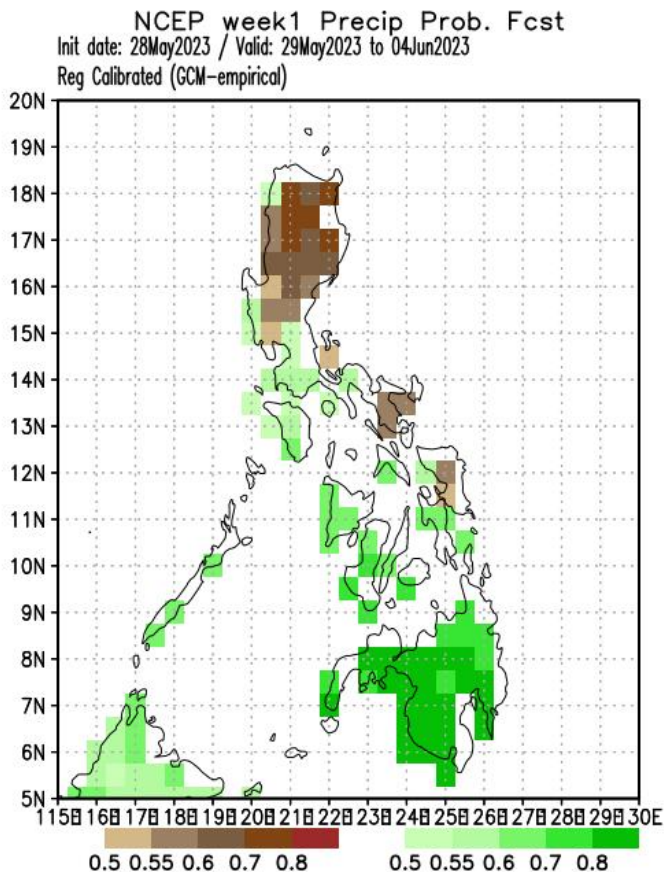 NCEP week1 Precip Prob. Fcst
Init date: 28May2023 / Valid: 29May2023 to 04Jun2023
Reg Calibrated (GCM-empirical)
20N
19N
18N
17N
16N
15N
14N
13N
12N
11N
10N
9N
8N
7N
6N
5N
115E 116E 117E 118E 119E 120E 121E 122E 123E 124E 125E 126E 127E 128E 129E 130E
0.5 0.55 0.6 0.7 0.8 0.5 0.55 0.6 0.7 0.8